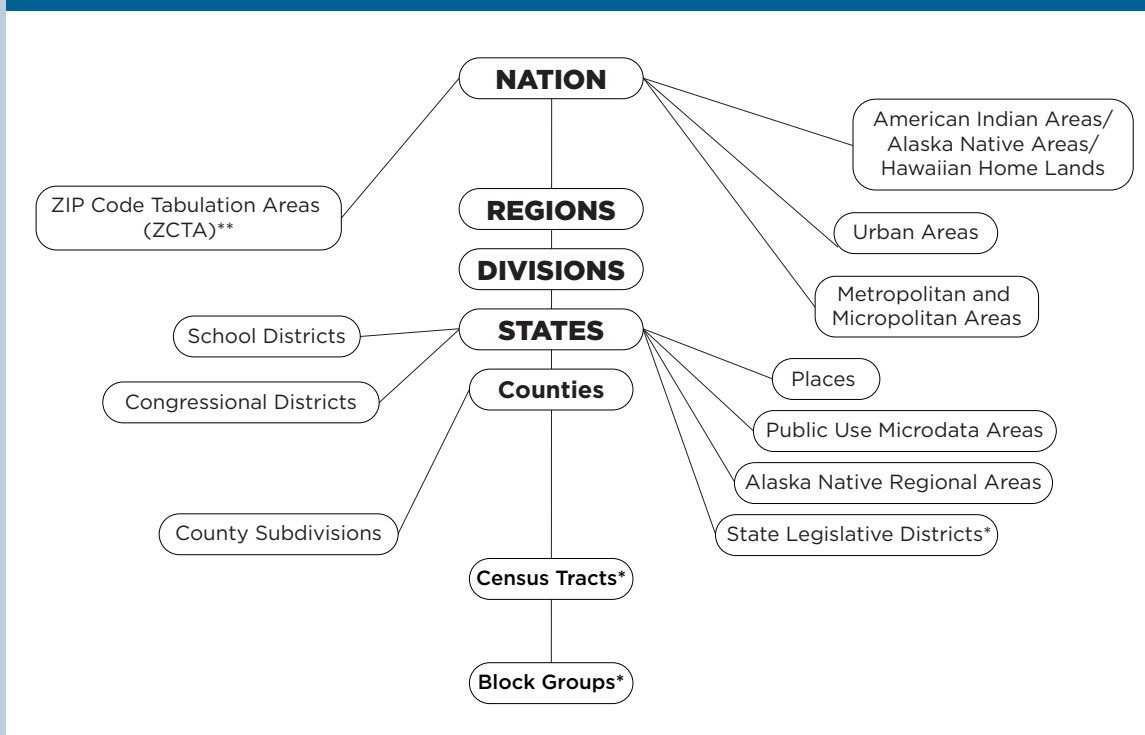 NATION
American Indian Areas/
Alaska Native Areas/
Hawaiian Home Lands
ZIP Code Tabulation Areas
(ZCTA)**
REGIONS
Urban Areas
DIVISIONS
Metropolitan and
Micropolitan Areas
School Districts
STATES
Places
Congressional Districts
Counties
Public Use Microdata Areas
Alaska Native Regional Areas
County Subdivisions
State Legislative Districts*
Census Tracts*
Block Groups*